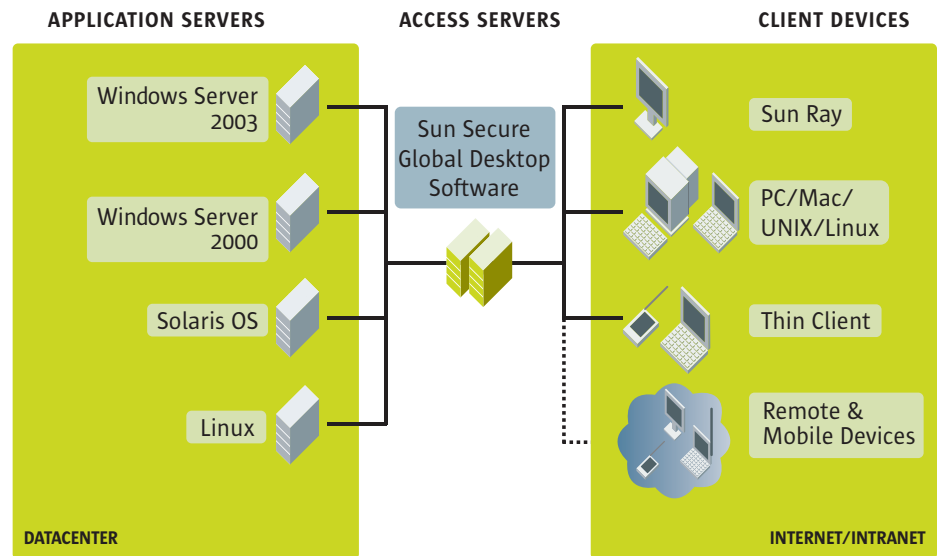 APPLICATION SERVERS
ACCESS SERVERS
CLIENT DEVICES
Windows Server
2003
Windows Server
2000
Solaris OS
Linux
DATACENTER
Sun Secure
Global Desktop
Software
Sun Ray
PC/Mac/
UNIX/Linux
Thin Client
Remote &
Mobile Devices
INTERNET/INTRANET